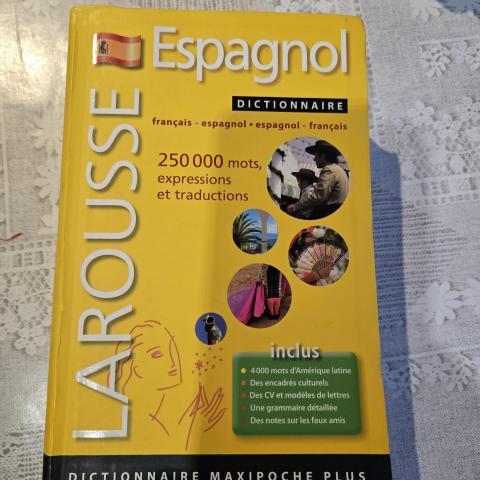 Espagnol
LAROUSSE
DICTIONNAIRE
français - espagnol • espagnol - français
250 000 mots,
expressions
et traductions
inclus
4 000 mots d'Amérique latine
Des encadrés culturels
Des CV et modèles de lettres
Une grammaire détaillée
Des notes sur les faux amis
DICTIONNAIRE MAXIPOCHE PLUS